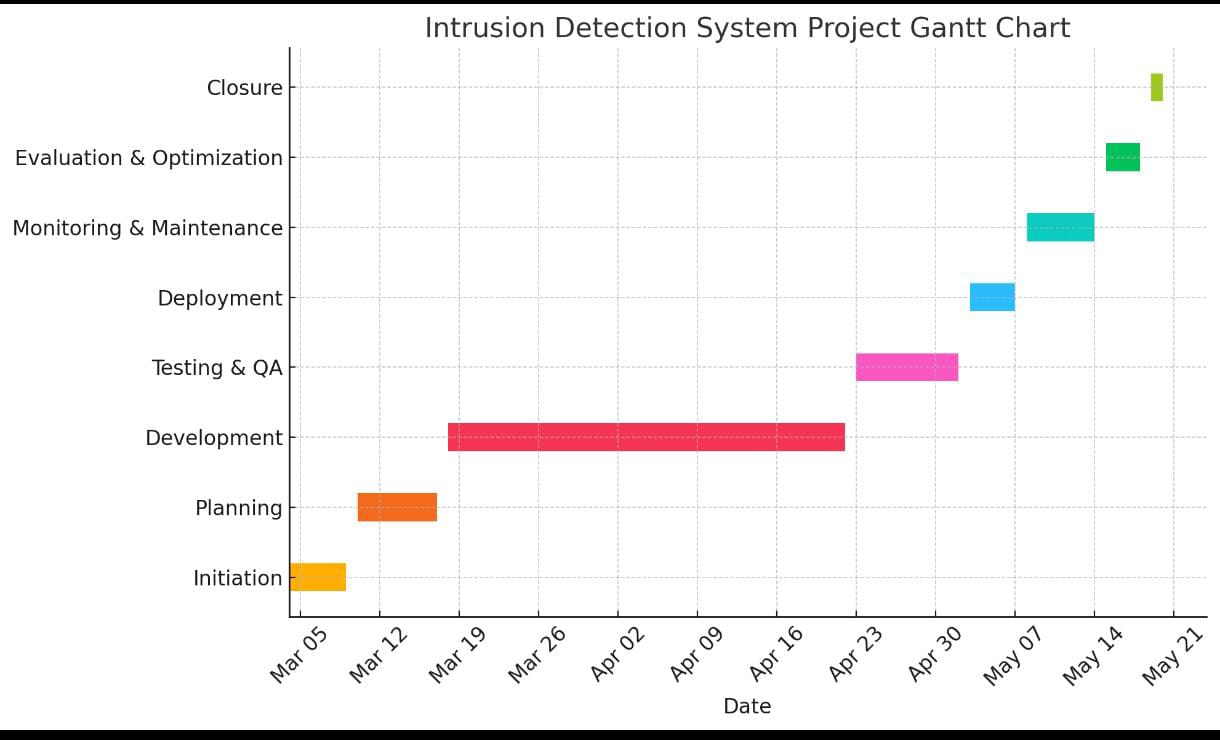 Intrusion Detection System Project Gantt Chart
Closure
Evaluation & Optimization
Monitoring & Maintenance
Deployment
Testing & QA
Development
Planning
Initiation
Mar 05
Mar 12
Mar 19
Mar 26
Apr 02
Apr 09
Apr 16
Apr 23
Apr 30
May 07
May 14
May 21
Date